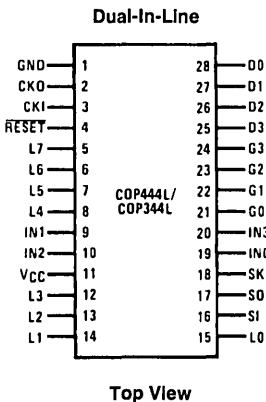 Dual-In-Line
GND 1 28 D0
CKO 2 27 D1
CKI 3 26 D2
RESET 4 25 D3
L7 5 24 G3
L6 6 23 G2
L5 7 22 G1
L4 8 21 G0
COP444L/
COP344L
IN1 9 20 IN3
IN2 10 19 IN0
VCC 11 18 SK
L3 12 17 SO
L2 13 16 SI
L1 14 15 L0
Top View